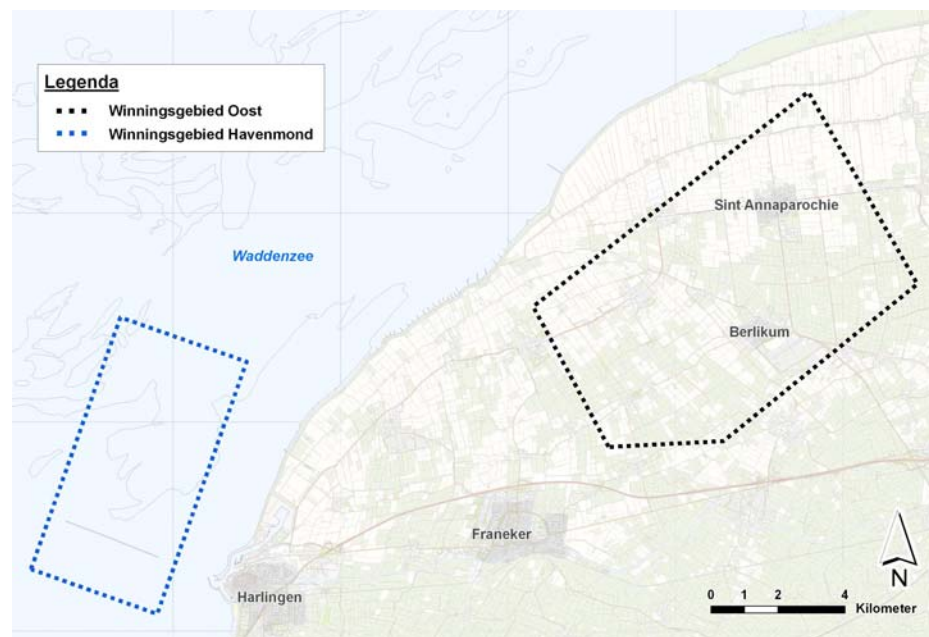 Legenda
Winningsgebied Oost
Winningsgebied Havenmond
Sint Annaparochie
Waddenzee
Berlikum
Franeker
Harlingen
N
0 1 2 4
Kilometer